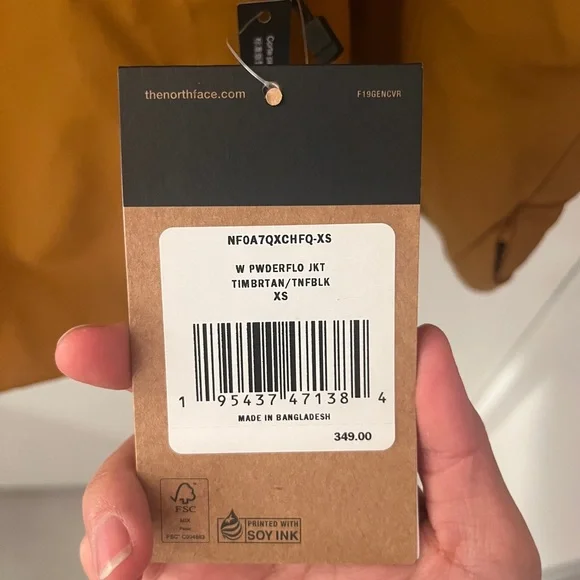 thenorthface.com
F19GENCVR
NF0A7QXCHFQ-XS
W PWDERFLO JKT
TIMBRTAN/TNFBLK
XS
1 95437 47138 4
MADE IN BANGLADESH
349.00
FSC
MIX
PRINTED WITH
SOY INK